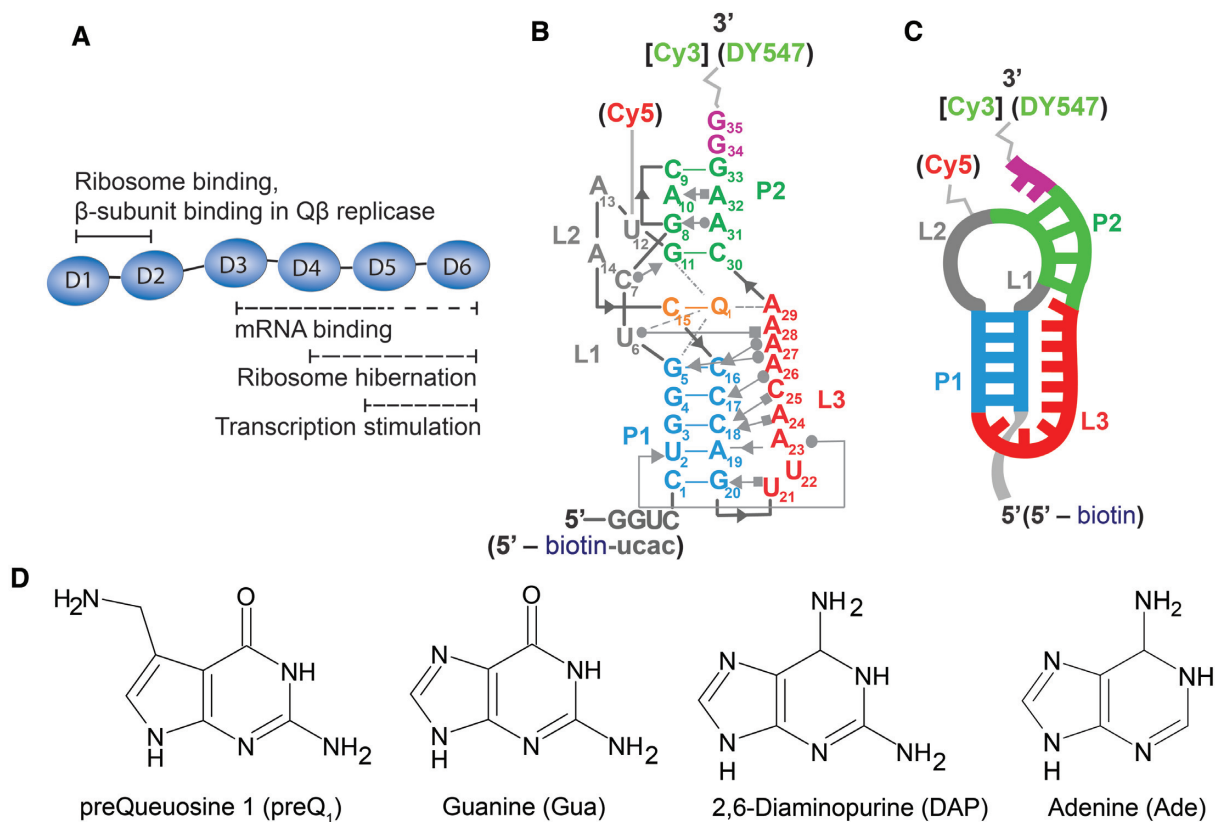 A
Ribosome binding,
β-subunit binding in Qβ replicase
D1 D2 D3 D4 D5 D6
mRNA binding
Ribosome hibernation
Transcription stimulation
B
3’
[Cy3] (DY547)
(Cy5)
G35
G34
C9 G33
A13 A10 A32
P2
U12 G8 A31
L2
G11 C30
A14
C7
C15 Q1 A29
A28
U6
L1
A27
G5 C16 A26
G4 C17 C25
L3
G3 C18 A24
P1
A23
U2 A19
U22
C1 G20 U21
5’–GGUC
(5’ – biotin-ucac)
C
3’
[Cy3] (DY547)
(Cy5)
P2
L2
L1
P1
L3
5’(5’ – biotin)
D
H2N O NH N H NH2
preQueuosine 1 (preQ1)
O N NH N H N NH2
Guanine (Gua)
NH2 N NH N H N NH2
2,6-Diaminopurine (DAP)
NH2 N NH N H N
Adenine (Ade)